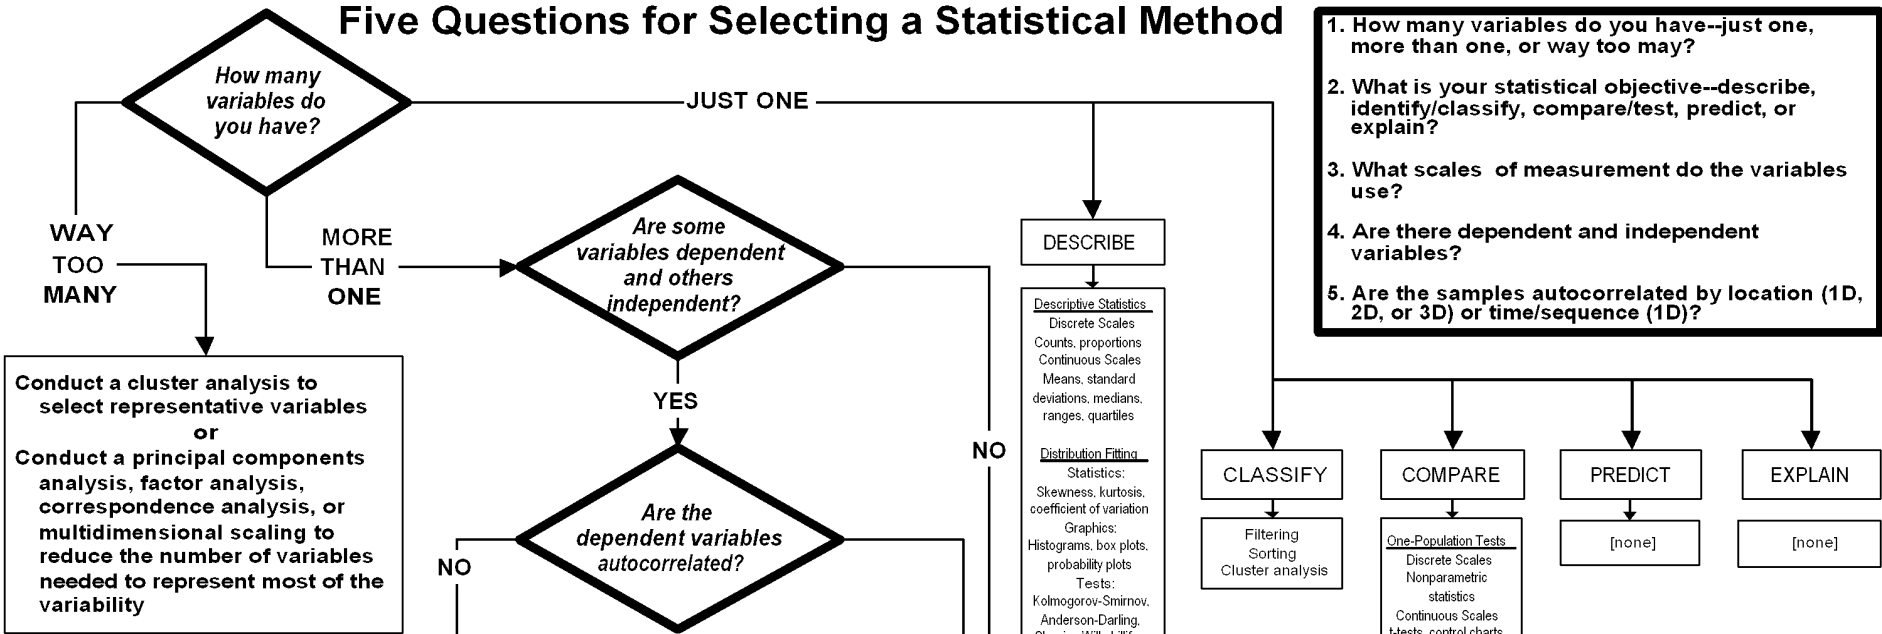 Five Questions for Selecting a Statistical Method
1. How many variables do you have--just one,
more than one, or way too may?
2. What is your statistical objective--describe,
identify/classify, compare/test, predict, or
explain?
3. What scales of measurement do the variables
use?
4. Are there dependent and independent
variables?
5. Are the samples autocorrelated by location (1D,
2D, or 3D) or time/sequence (1D)?
How many
variables do
you have?
JUST ONE
WAY
TOO
MANY
MORE
THAN
ONE
Are some
variables dependent
and others
independent?
YES
NO
Conduct a cluster analysis to
select representative variables
or
Conduct a principal components
analysis, factor analysis,
correspondence analysis, or
multidimensional scaling to
reduce the number of variables
needed to represent most of the
variability
Are the
dependent variables
autocorrelated?
NO
DESCRIBE
Descriptive Statistics
Discrete Scales
Counts, proportions
Continuous Scales
Means, standard
deviations, medians,
ranges, quartiles
Distribution Fitting
Statistics:
Skewness, kurtosis,
coefficient of variation
Graphics:
Histograms, box plots,
probability plots
Tests:
Kolmogorov-Smirnov,
Anderson-Darling,
CLASSIFY
Filtering
Sorting
Cluster analysis
COMPARE
One-Population Tests
Discrete Scales
Nonparametric
statistics
Continuous Scales
t-tests, control charts
PREDICT
[none]
EXPLAIN
[none]